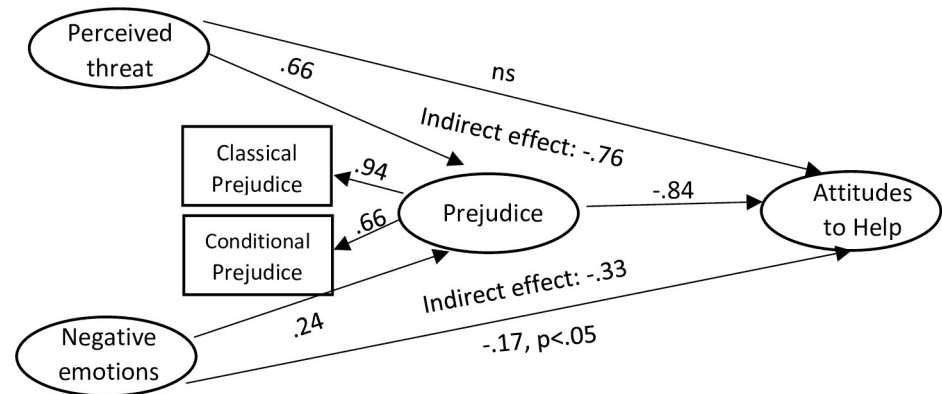 Perceived
threat
.66
ns
Indirect effect: -.76
Classical
Prejudice
.94
Prejudice
-.84
Attitudes
to Help
Conditional
Prejudice
.66
Indirect effect: -.33
.24
-.17, p<.05
Negative
emotions